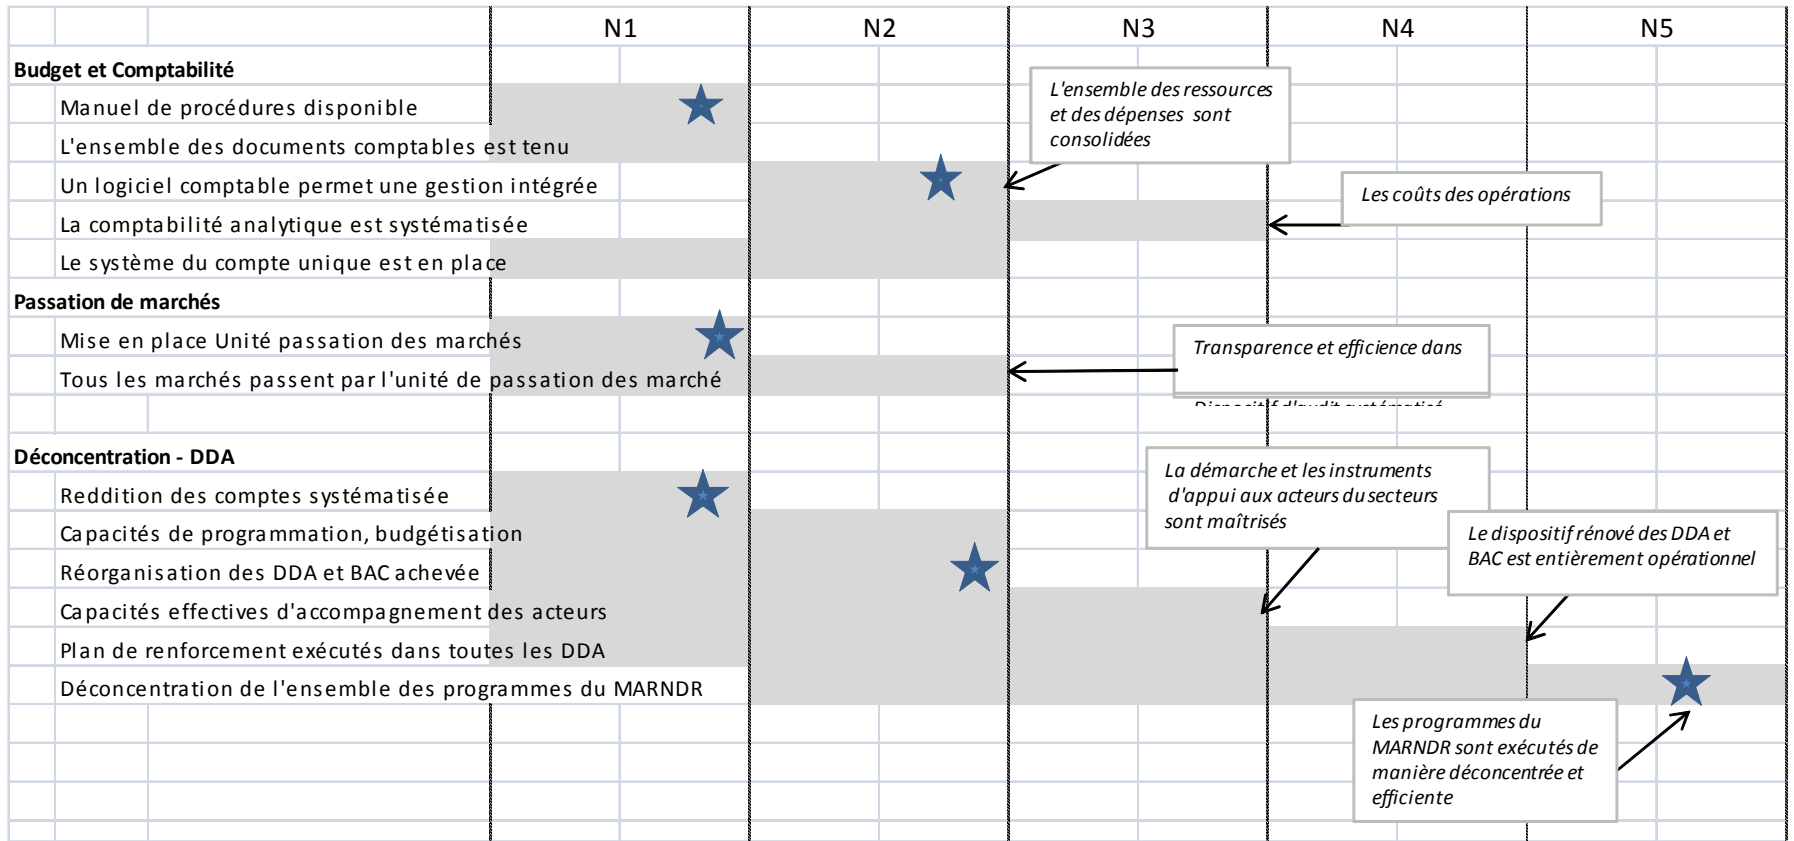 N1 N2 N3 N4 N5
Budget et Comptabilité
Manuel de procédures disponible
L'ensemble des documents comptables est tenu
Un logiciel comptable permet une gestion intégrée
La comptabilité analytique est systématisée
Le système du compte unique est en place
L'ensemble des ressources
et des dépenses sont
consolidées
Les coûts des opérations
Passation de marchés
Mise en place Unité passation des marchés
Tous les marchés passent par l'unité de passation des marché
Transparence et efficience dans
Dispositif d'audit systématisé
Déconcentration - DDA
Reddition des comptes systématisée
Capacités de programmation, budgétisation
Réorganisation des DDA et BAC achevée
Capacités effectives d'accompagnement des acteurs
Plan de renforcement exécutés dans toutes les DDA
Déconcentration de l'ensemble des programmes du MARNDR
La démarche et les instruments
d'appui aux acteurs du secteurs
sont maîtrisés
Le dispositif rénové des DDA et
BAC est entièrement opérationnel
Les programmes du
MARNDR sont exécutés de
manière déconcentrée et
efficiente